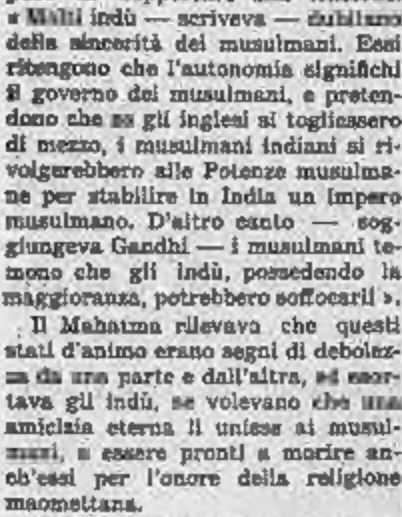 « Molti indù — scriveva — dubitano
della sincerità dei musulmani. Essi
ritengono che l'autonomia significhi
il governo dei musulmani, e preten-
dono che se gli inglesi si togliessero
di mezzo, i musulmani indiani si ri-
volgerebbero alle Potenze musulma-
ne per stabilire in India un Impero
musulmano. D'altro canto — sog-
giungeva Gandhi — i musulmani te-
mono che gli indù, possedendo la
maggioranza, potrebbero soffocarli ».
Il Mahatma rilevava che questi
stati d'animo erano segni di debolez-
za da una parte e dall'altra, ed esor-
tava gli indù, se volevano che una
amicizia eterna li unisse ai musul-
mani, a essere pronti a morire an-
ch'essi per l'onore della religione
maomettana.